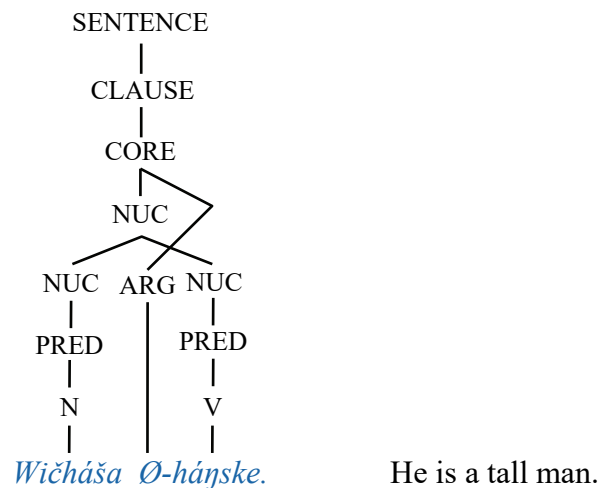 SENTENCE
CLAUSE
CORE
NUC
NUC ARG NUC
PRED PRED
N V
Wičháša Ø-háŋske. He is a tall man.